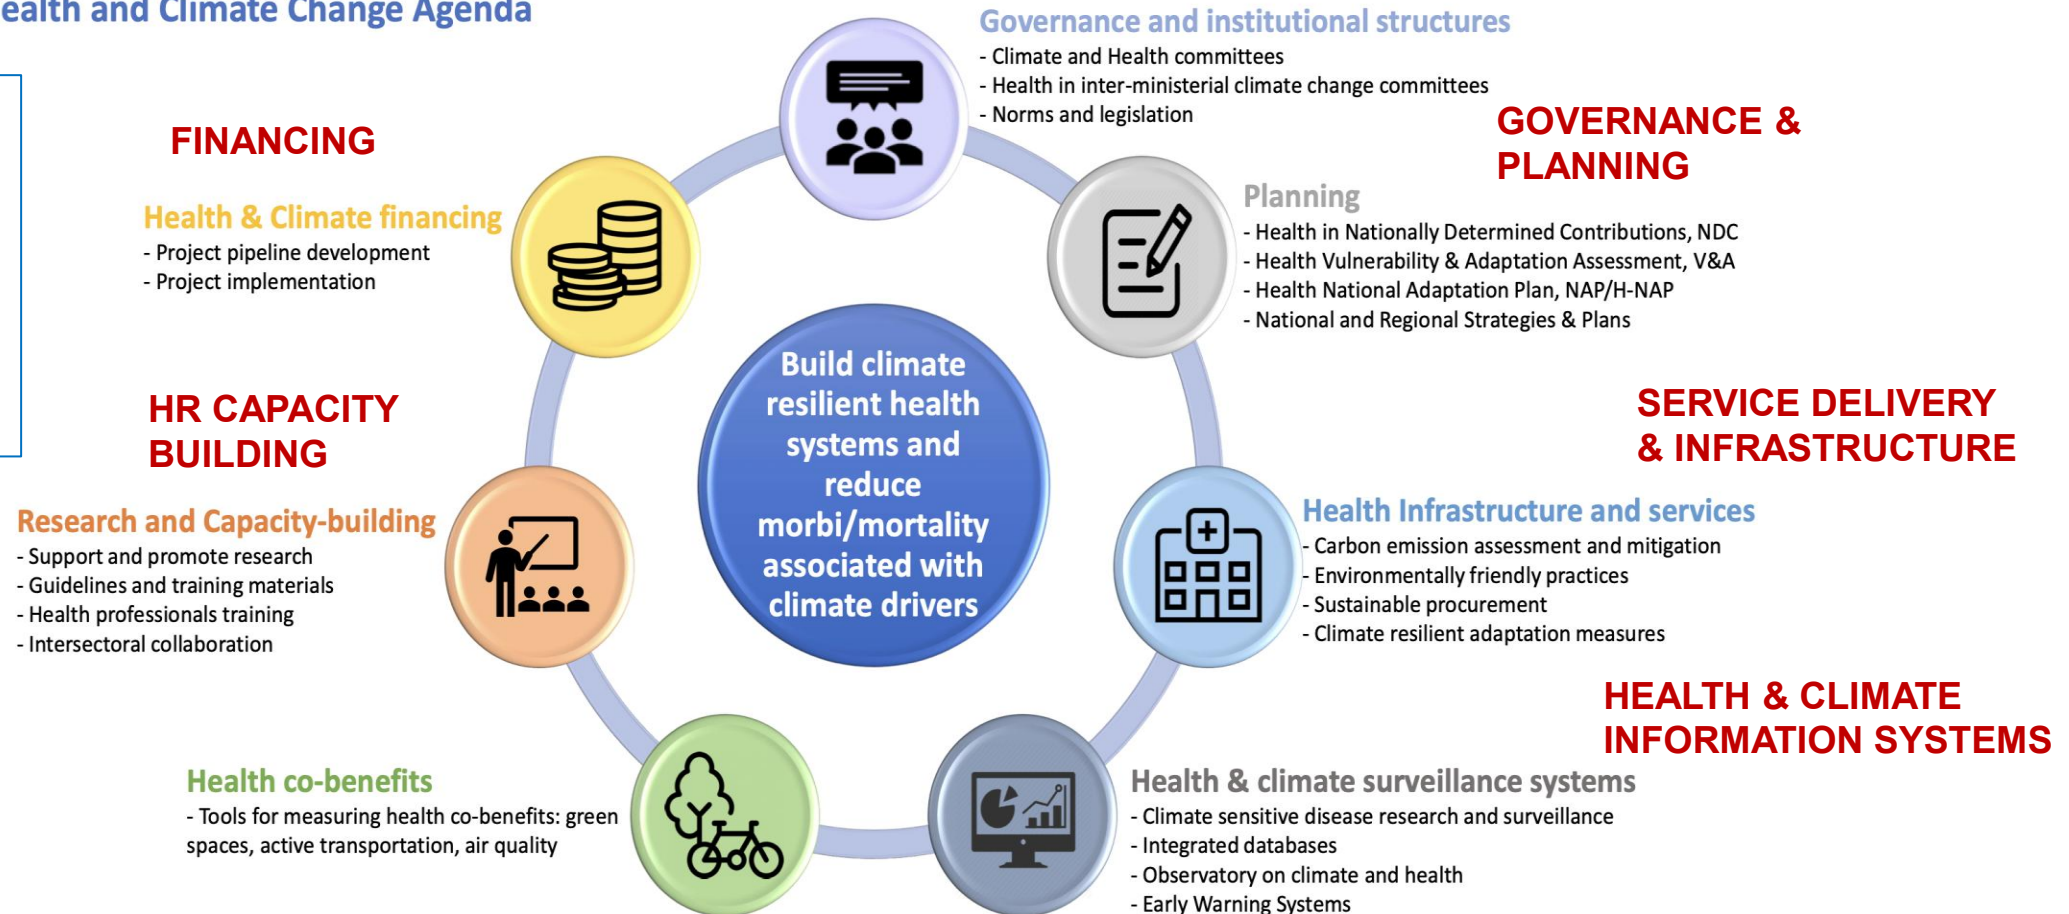 ealth and Climate Change Agenda
Governance and institutional structures
- Climate and Health committees
- Health in inter-ministerial climate change committees
- Norms and legislation
GOVERNANCE &
PLANNING
Planning
- Health in Nationally Determined Contributions, NDC
- Health Vulnerability & Adaptation Assessment, V&A
- Health National Adaptation Plan, NAP/H-NAP
- National and Regional Strategies & Plans
SERVICE DELIVERY
& INFRASTRUCTURE
Health Infrastructure and services
- Carbon emission assessment and mitigation
- Environmentally friendly practices
- Sustainable procurement
- Climate resilient adaptation measures
HEALTH & CLIMATE
INFORMATION SYSTEMS
Health & climate surveillance systems
- Climate sensitive disease research and surveillance
- Integrated databases
- Observatory on climate and health
- Early Warning Systems
Health co-benefits
- Tools for measuring health co-benefits: green
spaces, active transportation, air quality
HR CAPACITY
BUILDING
Research and Capacity-building
- Support and promote research
- Guidelines and training materials
- Health professionals training
- Intersectoral collaboration
FINANCING
Health & Climate financing
- Project pipeline development
- Project implementation
Build climate
resilient health
systems and
reduce
morbi/mortality
associated with
climate drivers